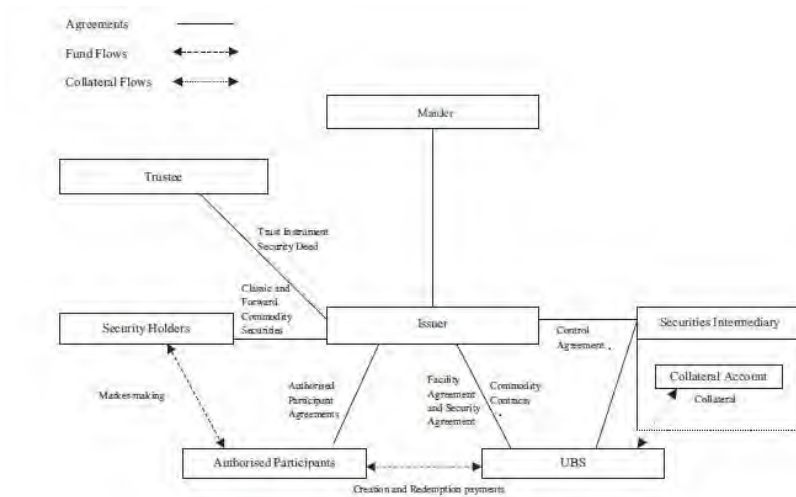 Agreements
Fund Flows
Collateral Flows
Trustee
Trust Instrument
Security Deed
Classic and
Forward
Commodity
Securities
Security Holders
Issuer
Control
Agreement
Securities Intermediary
Collateral Account
Collateral
Market-making
Authorised
Participant
Agreements
Facility
Agreement
and Security
Agreement
Commodity
Contracts
Authorised Participants
UBS
Creation and Redemption payments